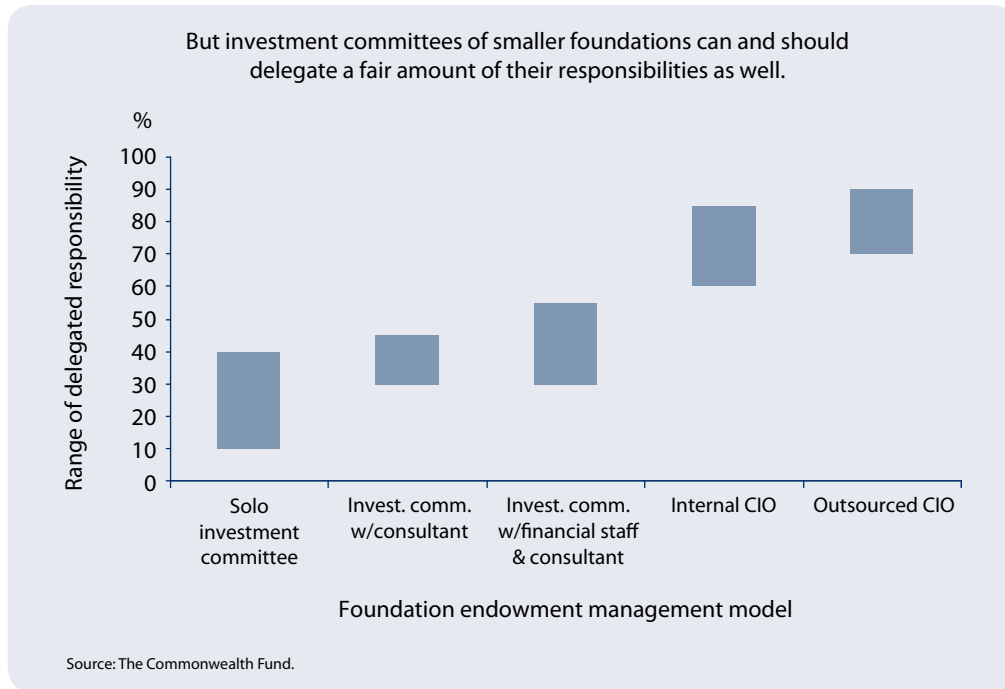 But investment committees of smaller foundations can and should
delegate a fair amount of their responsibilities as well.
%
Range of delegated responsibility
100
90
80
70
60
50
40
30
20
10
0
Solo
investment
committee
Invest. comm.
w/consultant
Invest. comm.
w/financial staff
& consultant
Internal CIO
Outsourced CIO
Foundation endowment management model
Source: The Commonwealth Fund.